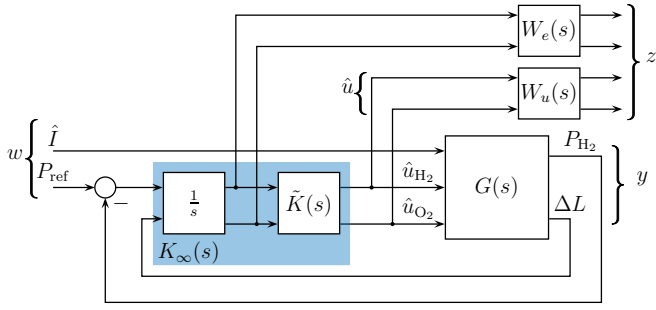 W_e(s)
z
û
W_u(s)
w
Î
P_ref
P_H₂
y
1/s
K̃(s)
û_H₂
G(s)
û_O₂
ΔL
−
K_∞(s)